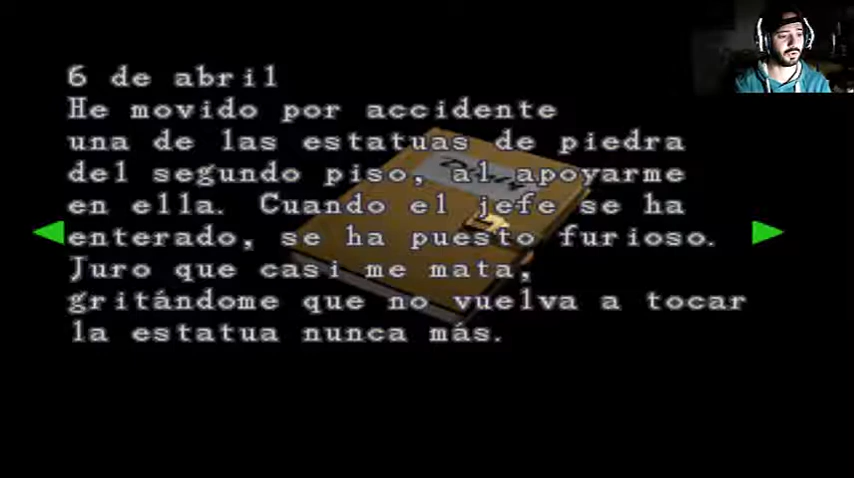 6 de abril
He movido por accidente
una de las estatuas de piedra
del segundo piso, al apoyarme
en ella. Cuando el jefe se ha
enterado, se ha puesto furioso.
Juro que casi me mata,
gritándome que no vuelva a tocar
la estatua nunca más.